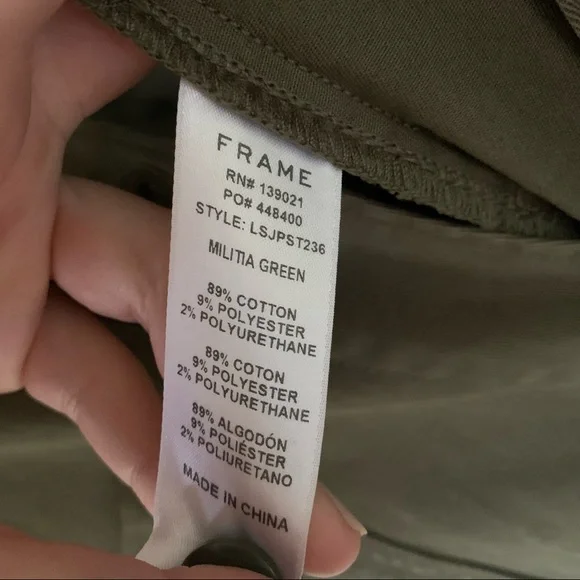 FRAME
RN# 139021
PO# 448400
STYLE: LSJPST236
MILITIA GREEN
89% COTTON
9% POLYESTER
2% POLYURETHANE
89% COTON
9% POLYESTER
2% POLYURETHANE
89% ALGODÓN
9% POLIÉSTER
2% POLIURETANO
MADE IN CHINA